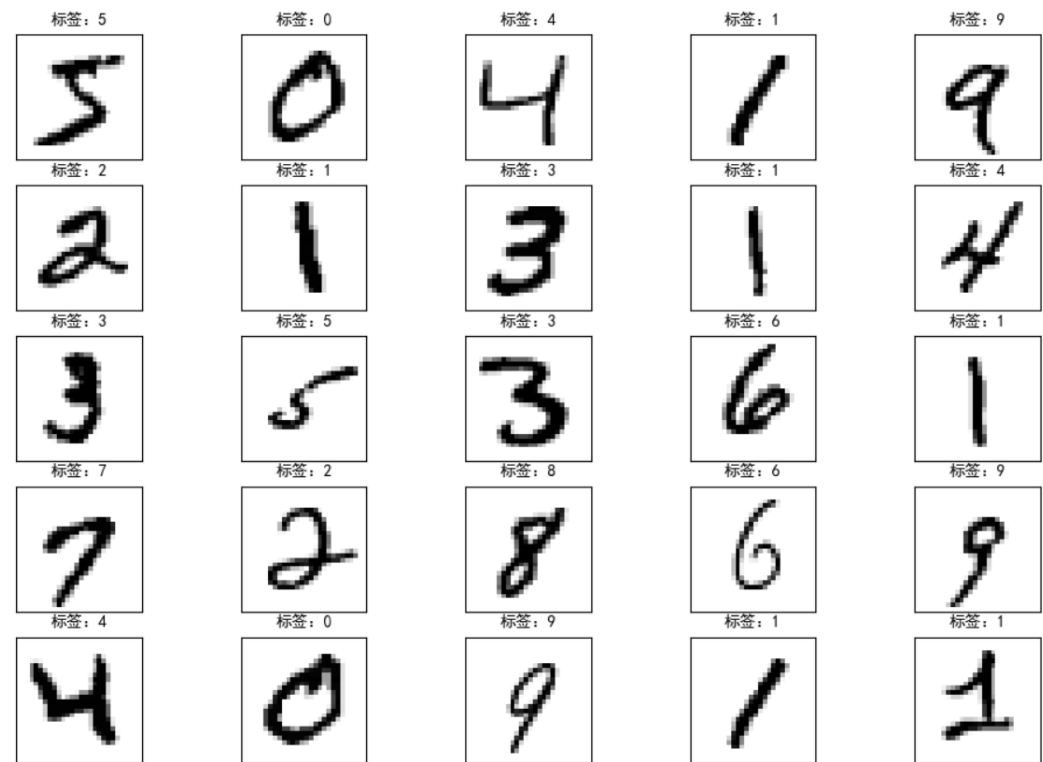 标签: 5 标签: 0 标签: 4 标签: 1 标签: 9
5 0 4 1 9
标签: 2 标签: 1 标签: 3 标签: 1 标签: 4
2 1 3 1 4
标签: 3 标签: 5 标签: 3 标签: 6 标签: 1
3 5 3 6 1
标签: 7 标签: 2 标签: 8 标签: 6 标签: 9
7 2 8 6 9
标签: 4 标签: 0 标签: 9 标签: 1 标签: 1
4 0 9 1 1